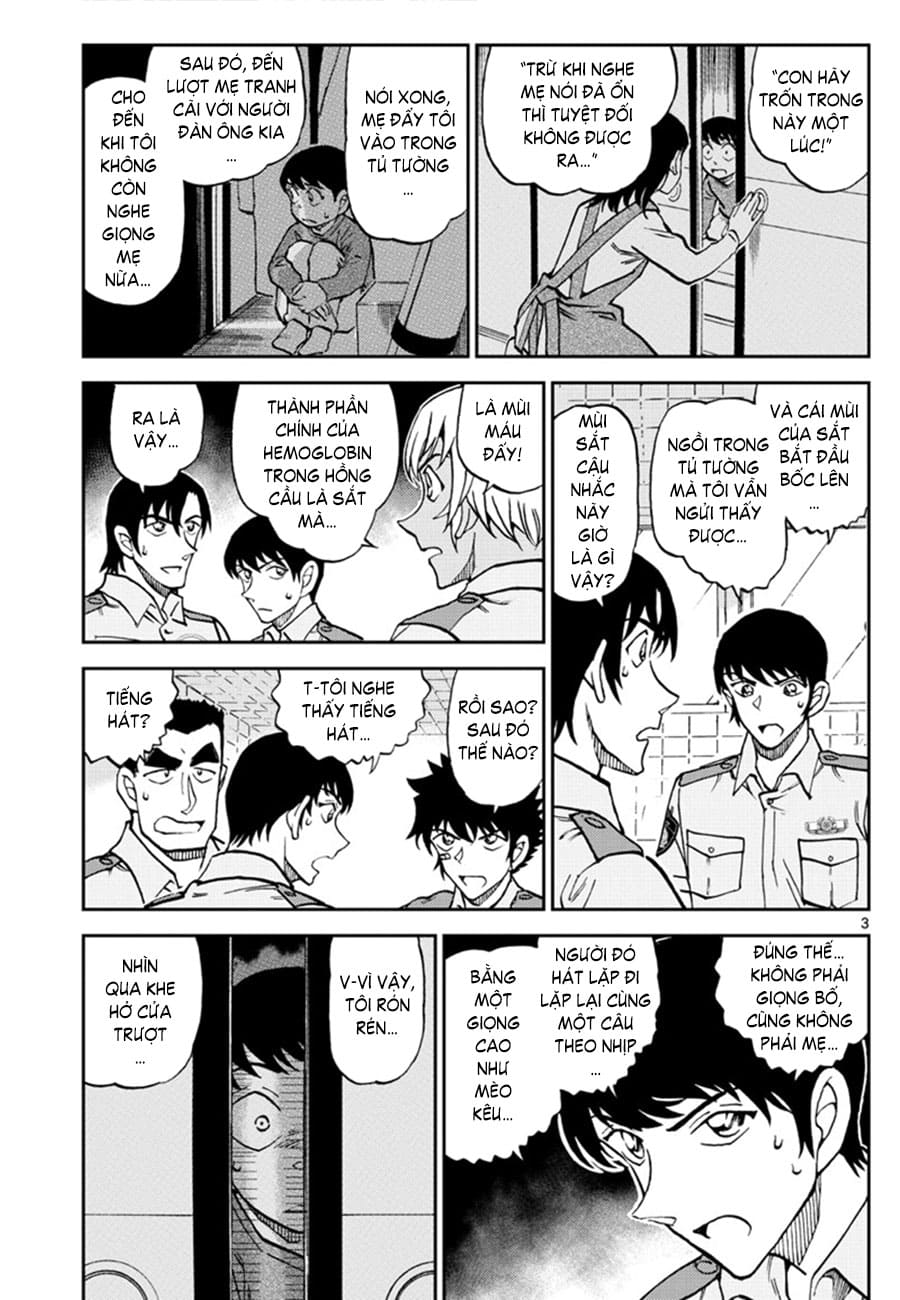 "CON HÃY
TRỐN TRONG
NÀY MỘT
LÚC!"
"TRỪ KHI NGHE
MẸ NÓI ĐÃ ỔN
THÌ TUYỆT ĐỐI
KHÔNG ĐƯỢC
RA..."
NÓI XONG,
MẸ ĐẨY TÔI
VÀO TRONG
TỦ TƯỜNG
...
SAU ĐÓ, ĐẾN
LƯỢT MẸ TRANH
CÃI VỚI NGƯỜI
ĐÀN ÔNG KIA
...
CHO
ĐẾN
KHI TÔI
KHÔNG
CÒN
NGHE
GIỌNG
MẸ
NỮA...
VÀ CÁI MÙI
CỦA SẮT
BẮT ĐẦU
BỐC LÊN
...
NGỒI TRONG
TỦ TƯỜNG
MÀ TÔI VẪN
NGỬI THẤY
ĐƯỢC...
MÙI
SẮT
CẬU
NHẮC
NÃY
GIỜ
LÀ GÌ
VẬY?
LÀ MÙI
MÁU
ĐẤY!
THÀNH PHẦN
CHÍNH CỦA
HEMOGLOBIN
TRONG HỒNG
CẦU LÀ SẮT
MÀ...
RA LÀ
VẬY...
RỒI SAO?
SAU ĐÓ
THẾ NÀO?
T-TÔI NGHE
THẤY TIẾNG
HÁT...
TIẾNG
HÁT?
3
ĐÚNG THẾ...
KHÔNG PHẢI
GIỌNG BỐ,
CŨNG KHÔNG
PHẢI MẸ...
NGƯỜI ĐÓ
HÁT LẶP ĐI
LẶP LẠI CÙNG
MỘT CÂU
THEO NHỊP
...
BẰNG
MỘT
GIỌNG
CAO
NHƯ
MÈO
KÊU...
V-VÌ VẬY,
TÔI RÓN
RÉN...
NHÌN
QUA KHE
HỞ CỬA
TRƯỢT
...